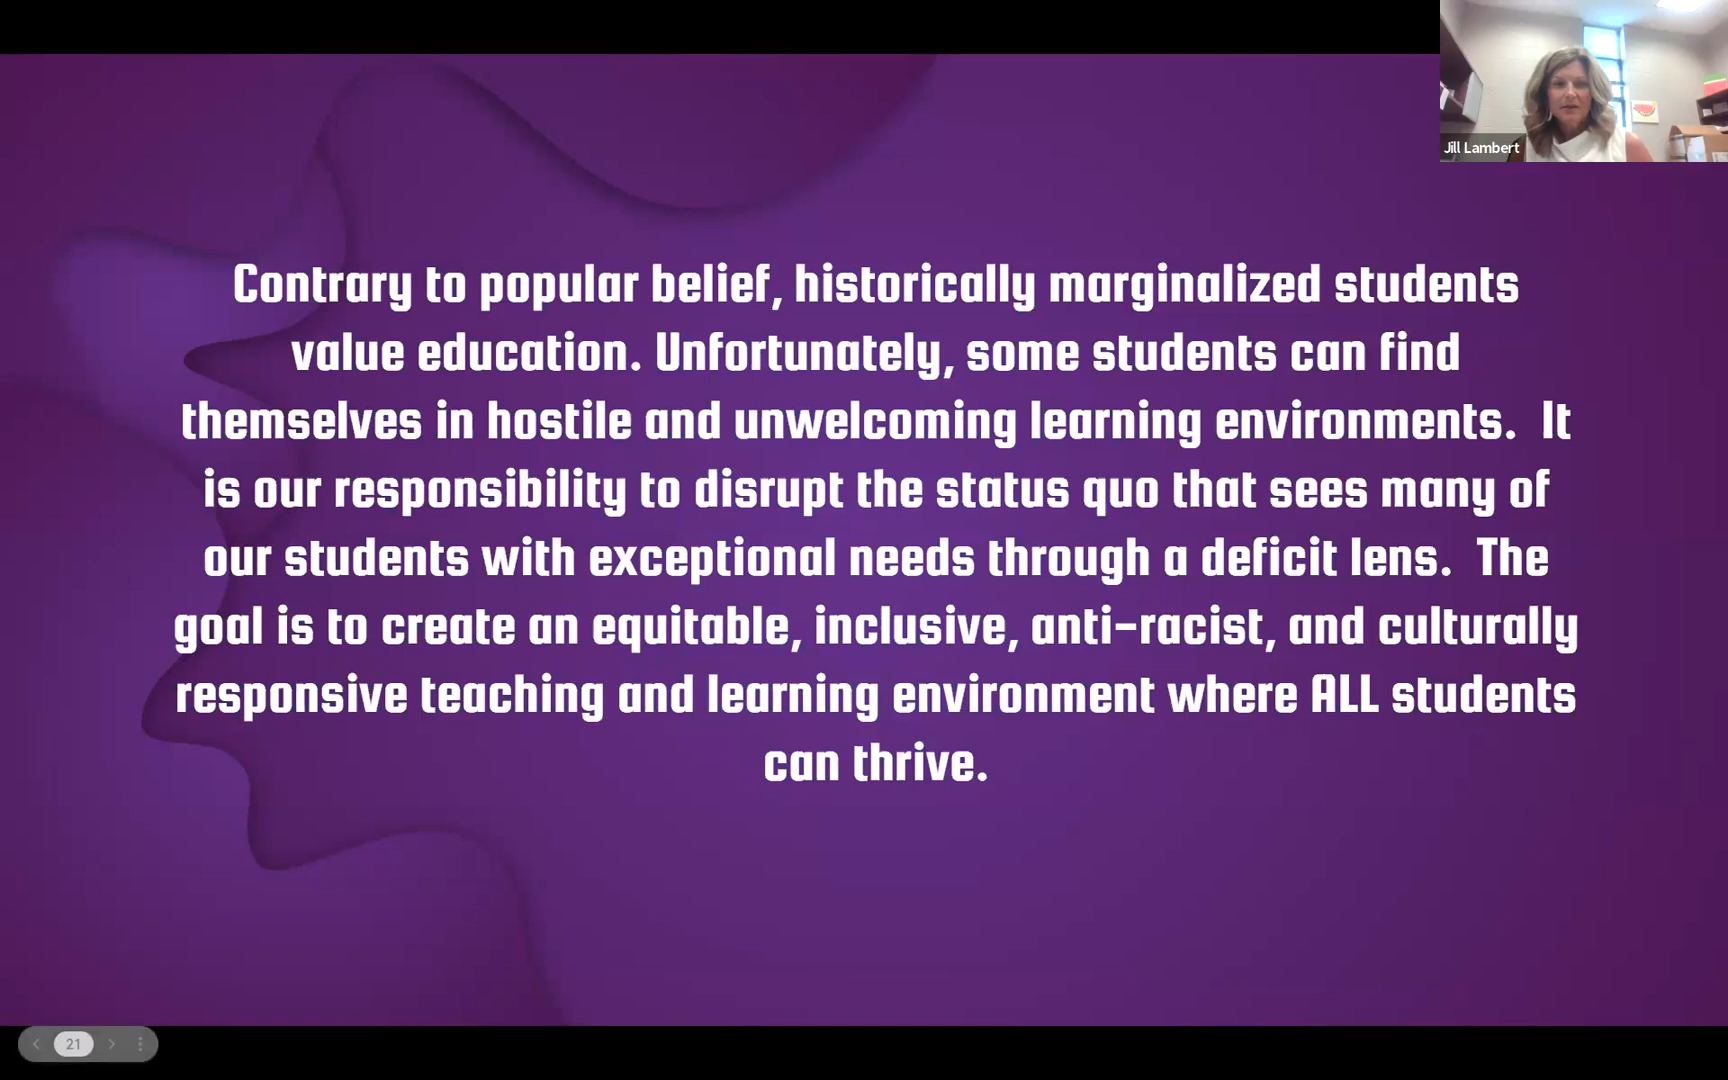 Jill Lambert
Contrary to popular belief, historically marginalized students
value education. Unfortunately, some students can find
themselves in hostile and unwelcoming learning environments.  It
is our responsibility to disrupt the status quo that sees many of
our students with exceptional needs through a deficit lens.  The
goal is to create an equitable, inclusive, anti-racist, and culturally
responsive teaching and learning environment where ALL students
can thrive.
21